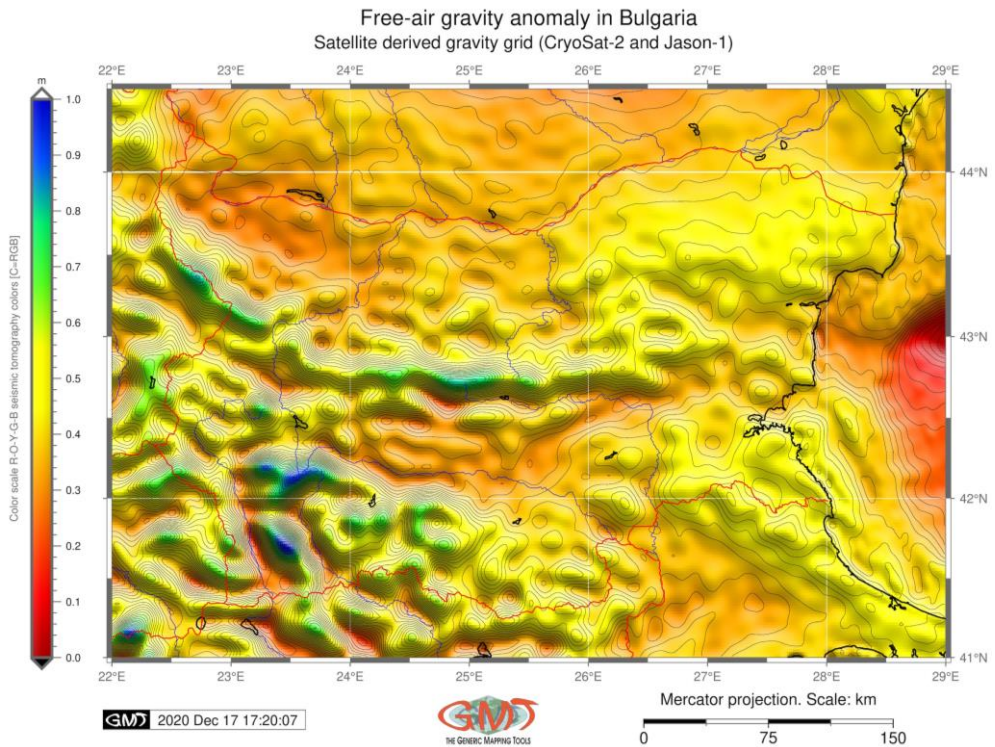 Free-air gravity anomaly in Bulgaria
Satellite derived gravity grid (CryoSat-2 and Jason-1)
22°E 23°E 24°E 25°E 26°E 27°E 28°E 29°E
m
1.0
0.9
0.8
0.7
0.6
0.5
0.4
0.3
0.2
0.1
0.0
Color scale R-O-Y-G-B seismic tomography colors [C=RGB]
44°N
43°N
42°N
41°N
22°E 23°E 24°E 25°E 26°E 27°E 28°E 29°E
GMT 2020 Dec 17 17:20:07
GMT
THE GENERIC MAPPING TOOLS
Mercator projection. Scale: km
0 75 150